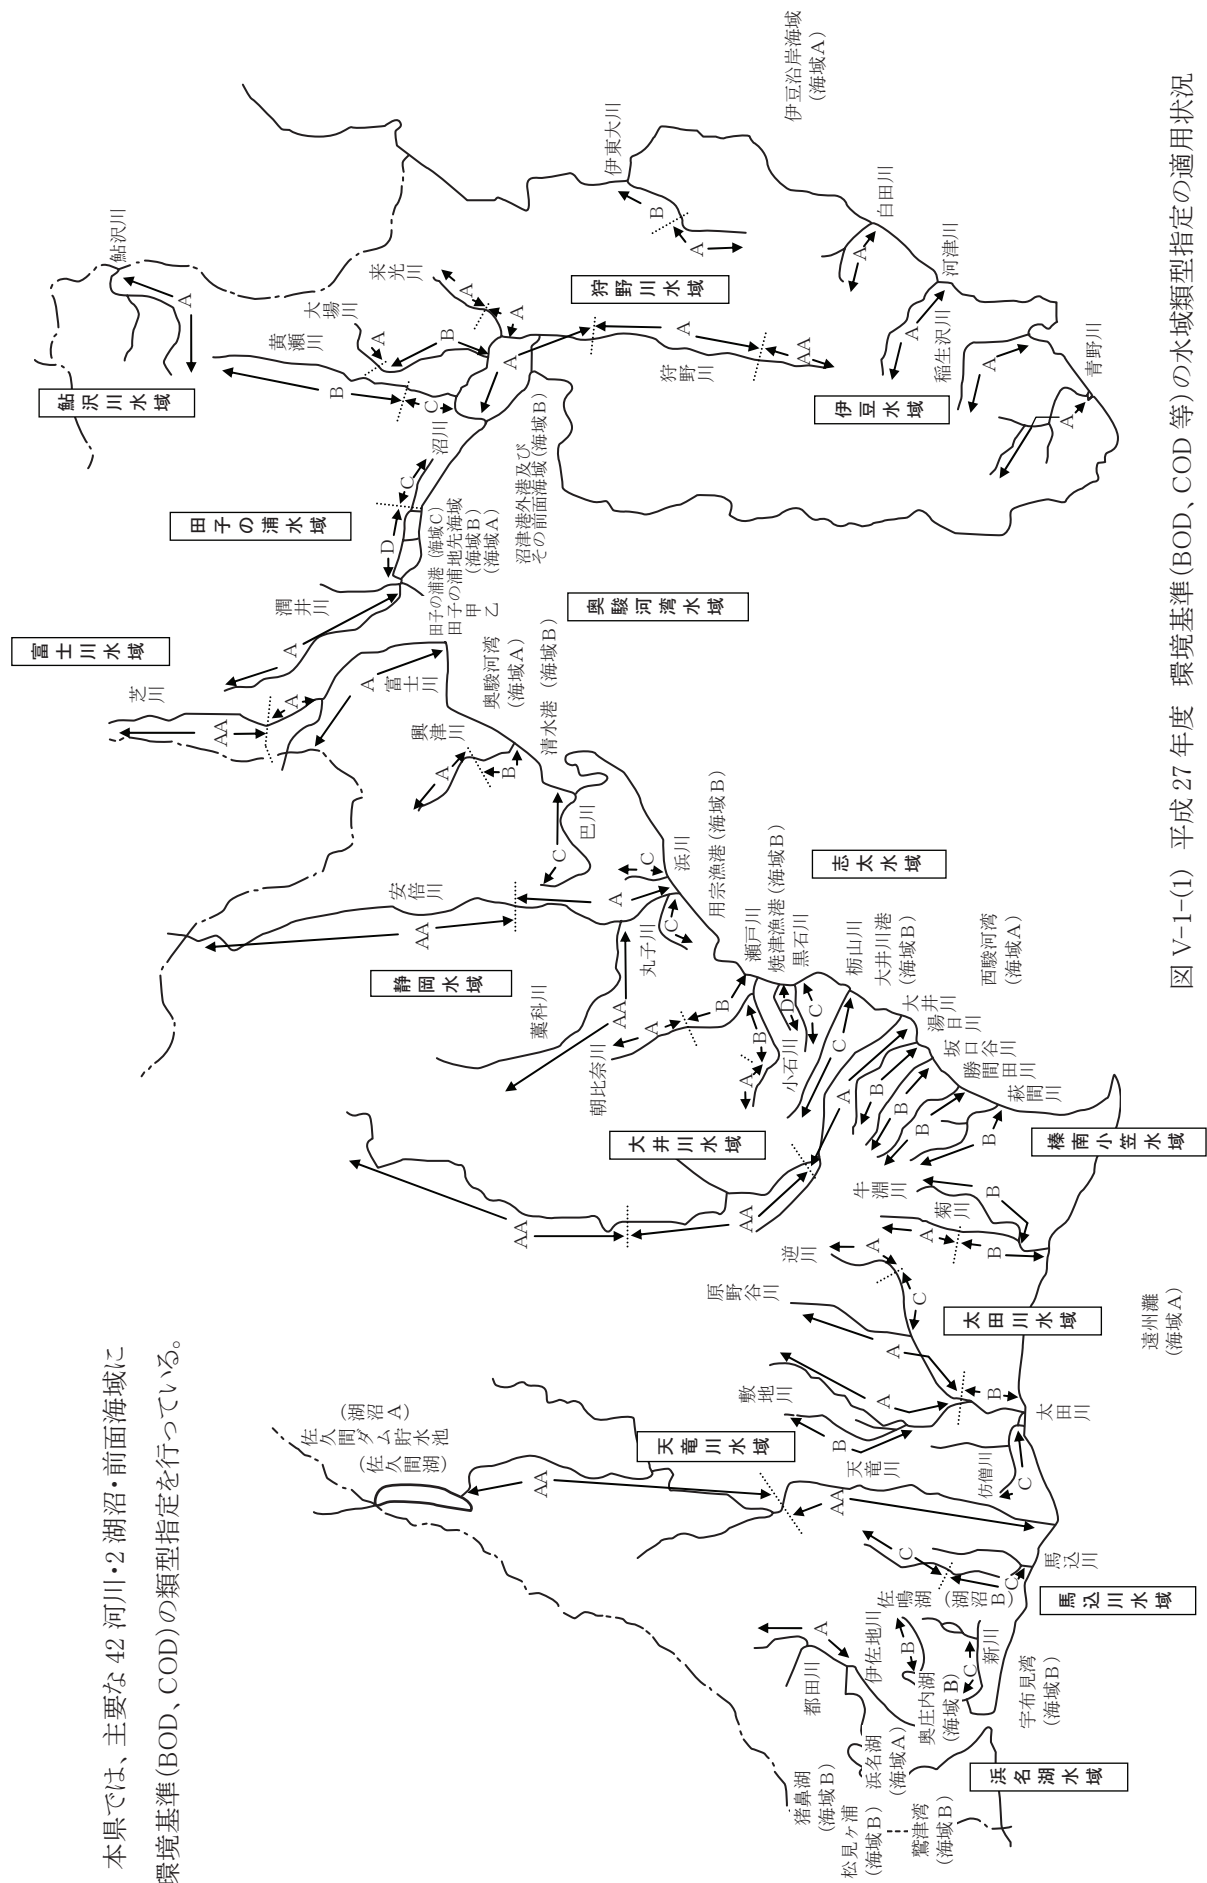 本県では、主要な42河川・2湖沼・前面海域に
環境基準(BOD、COD)の類型指定を行っている。
猪鼻湖
(海域B)
松見ヶ浦
(海域B)
鷲津湾
(海域B)
浜名湖
(海域A)
浜名湖水域
都田川
A
伊佐地川
B
奥庄内湖
(海域B)
新川
C
宇布見湾
(海域B)
佐鳴湖
(湖沼B)
馬込川
C
C
馬込川水域
佐久間ダム貯水池
(佐久間湖)
(湖沼A)
天竜川水域
天竜川
AA
AA
仿僧川
C
敷地川
B
A
原野谷川
A
太田川
B
太田川水域
逆川
A
C
遠州灘
(海域A)
菊川
A
B
牛淵川
B
榛南小笠水域
萩間川
B
勝間田川
B
坂口谷川
B
湯日川
B
大井川
A
AA
AA
大井川水域
西駿河湾
(海域A)
大井川港
(海域B)
栃山川
C
黒石川
C
小石川
D
焼津漁港(海域B)
瀬戸川
A
B
朝比奈川
A
B
志太水域
用宗漁港(海域B)
藁科川
AA
静岡水域
安倍川
AA
A
丸子川
C
浜川
C
巴川
C
清水港(海域B)
興津川
A
B
奥駿河湾
(海域A)
奥駿河湾水域
富士川水域
芝川
AA
A
富士川
A
潤井川
A
田子の浦水域
田子の浦港(海域C)
田子の浦地先海域
甲 (海域B)
乙 (海域A)
沼川
D
C
沼津港外港及び
その前面海域(海域B)
鮎沢川水域
鮎沢川
A
黄瀬川
B
C
大場川
A
B
来光川
A
A
狩野川水域
狩野川
A
A
AA
伊東大川
B
A
伊豆水域
白田川
A
河津川
A
稲生沢川
A
青野川
A
伊豆沿岸海域
(海域A)
図 V-1-(1) 平成27年度 環境基準(BOD、COD等)の水域類型指定の適用状況